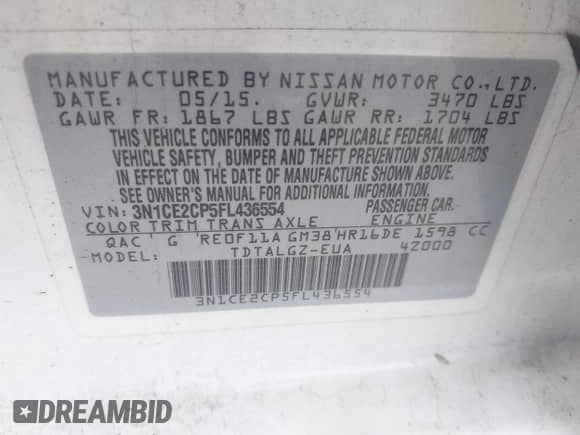 MANUFACTURED BY NISSAN MOTOR CO.,LTD.
DATE: 05/15. GVWR: 3470 LBS
GAWR FR: 1867 LBS GAWR RR: 1704 LBS
THIS VEHICLE CONFORMS TO ALL APPLICABLE FEDERAL MOTOR
VEHICLE SAFETY, BUMPER AND THEFT PREVENTION STANDARDS
IN EFFECT ON THE DATE OF MANUFACTURE SHOWN ABOVE.
SEE OWNER'S MANUAL FOR ADDITIONAL INFORMATION.
VIN: 3N1CE2CP5FL436554 PASSENGER CAR.
COLOR TRIM TRANS AXLE ENGINE
QAC G RE0F11A GM38 HR16DE 1598 CC
MODEL: TDTALGZ-EUA 42000
3N1CE2CP5FL436554
DREAMBID